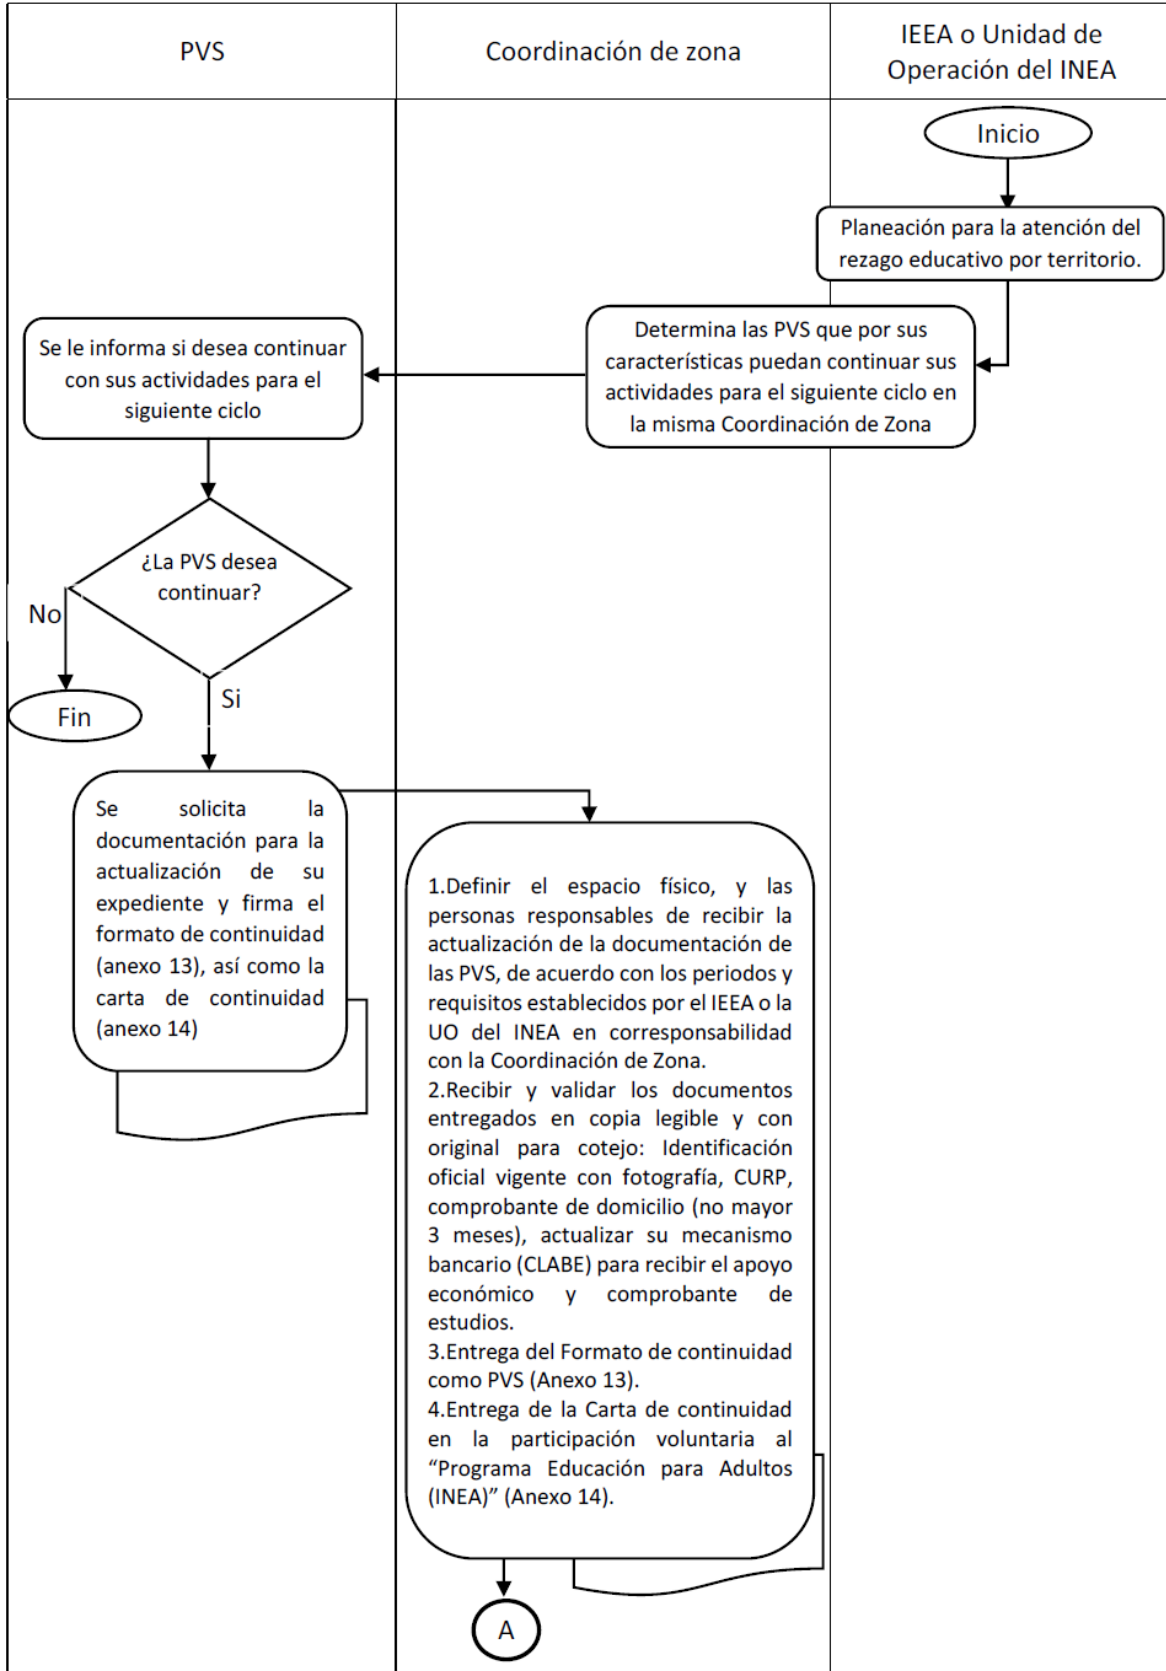 PVS
Coordinación de zona
IEEA o Unidad de
Operación del INEA
Inicio
Planeación para la atención del
rezago educativo por territorio.
Determina las PVS que por sus
características puedan continuar sus
actividades para el siguiente ciclo en
la misma Coordinación de Zona
Se le informa si desea continuar
con sus actividades para el
siguiente ciclo
¿La PVS desea
continuar?
No
Fin
Si
Se solicita la
documentación para la
actualización de su
expediente y firma el
formato de continuidad
(anexo 13), así como la
carta de continuidad
(anexo 14)
1.Definir el espacio físico, y las
personas responsables de recibir la
actualización de la documentación de
las PVS, de acuerdo con los periodos y
requisitos establecidos por el IEEA o la
UO del INEA en corresponsabilidad
con la Coordinación de Zona.
2.Recibir y validar los documentos
entregados en copia legible y con
original para cotejo: Identificación
oficial vigente con fotografía, CURP,
comprobante de domicilio (no mayor
3 meses), actualizar su mecanismo
bancario (CLABE) para recibir el apoyo
económico y comprobante de
estudios.
3.Entrega del Formato de continuidad
como PVS (Anexo 13).
4.Entrega de la Carta de continuidad
en la participación voluntaria al
“Programa Educación para Adultos
(INEA)” (Anexo 14).
A